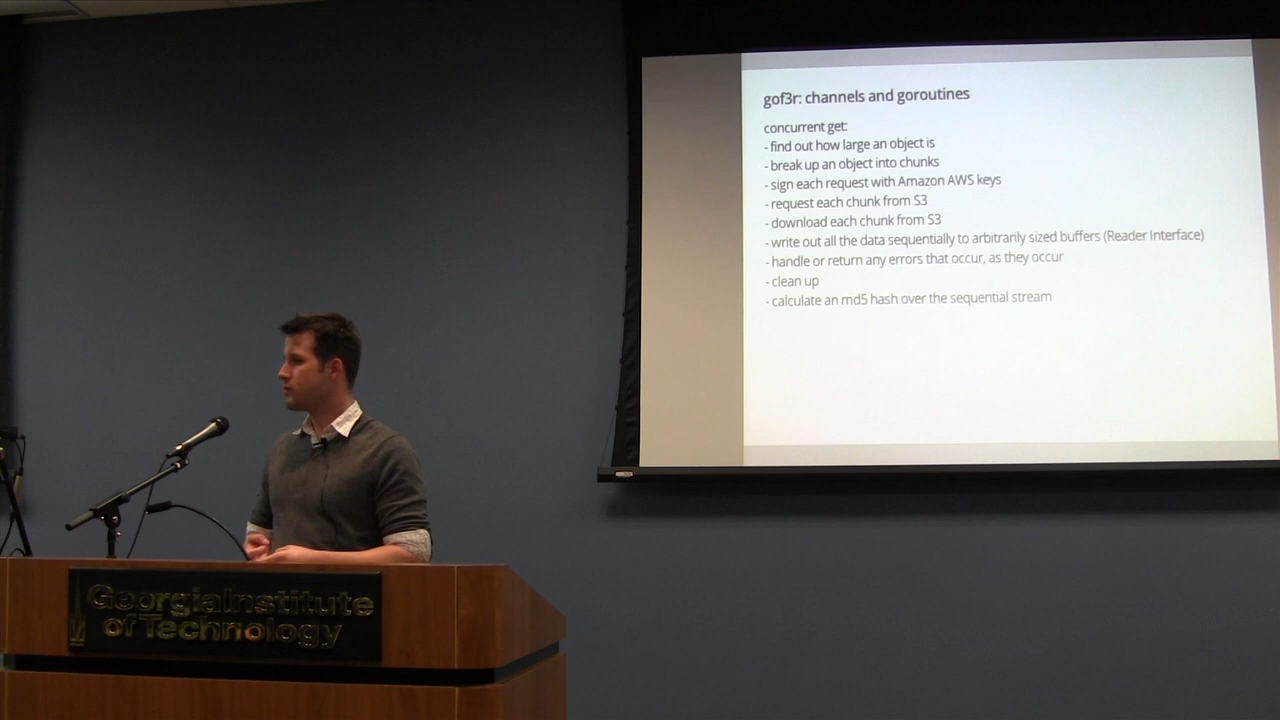 gof3r: channels and goroutines
concurrent get:
- find out how large an object is
- break up an object into chunks
- sign each request with Amazon AWS keys
- request each chunk from S3
- download each chunk from S3
- write out all the data sequentially to arbitrarily sized buffers (Reader Interface)
- handle or return any errors that occur, as they occur
- clean up
- calculate an md5 hash over the sequential stream
Georgia Institute
of Technology